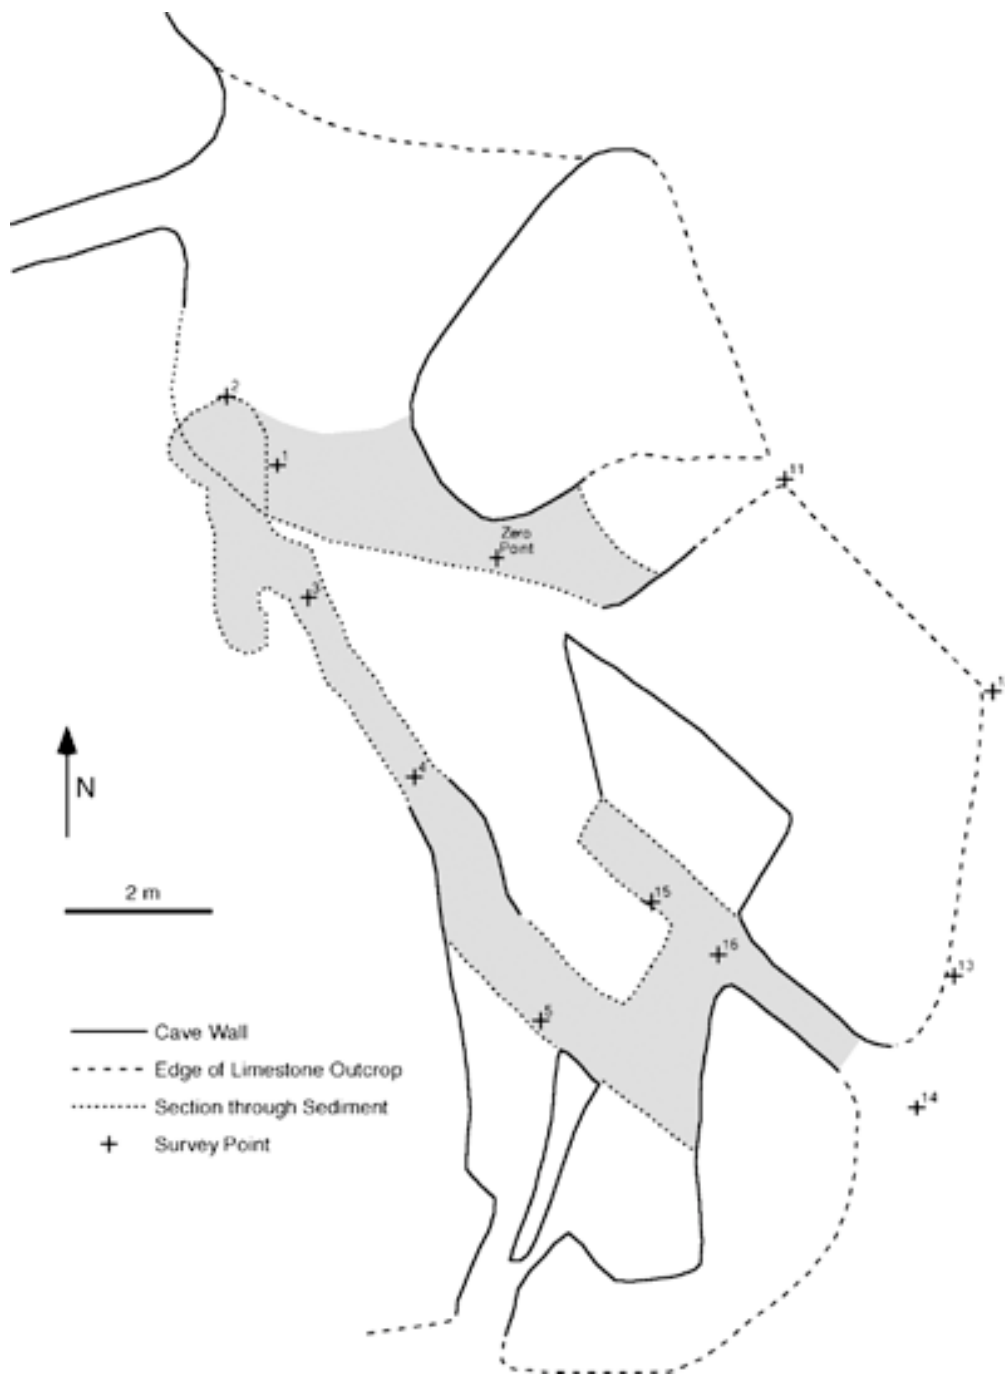 2
1
11
Zero
Point
3
1
4
N
2 m
15
16
13
5
Cave Wall
Edge of Limestone Outcrop
14
Section through Sediment
Survey Point